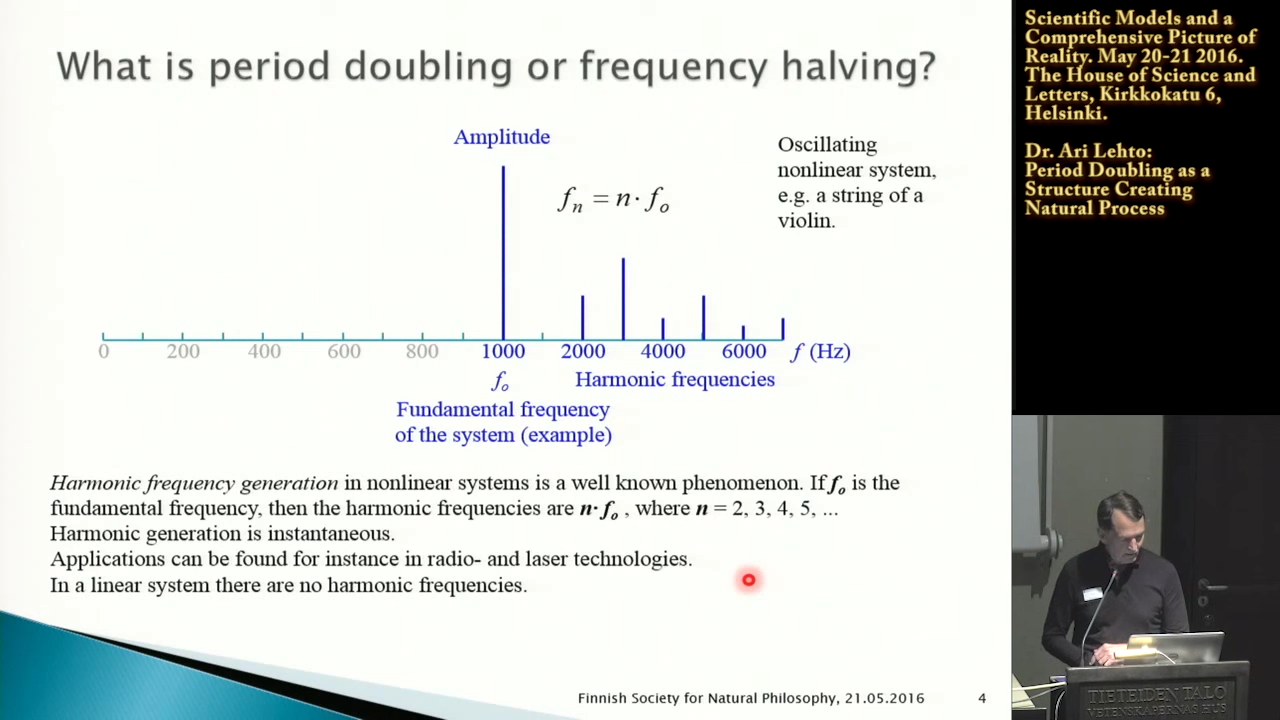 What is period doubling or frequency halving?
Amplitude
fₙ = n · fₒ
Oscillating
nonlinear system,
e.g. a string of a
violin.
0 200 400 600 800 1000 2000 4000 6000 f (Hz)
fₒ
Harmonic frequencies
Fundamental frequency
of the system (example)
Harmonic frequency generation in nonlinear systems is a well known phenomenon. If fₒ is the
fundamental frequency, then the harmonic frequencies are n·fₒ , where n = 2, 3, 4, 5, ...
Harmonic generation is instantaneous.
Applications can be found for instance in radio- and laser technologies.
In a linear system there are no harmonic frequencies.
Finnish Society for Natural Philosophy, 21.05.2016 4
Scientific Models and a
Comprehensive Picture of
Reality. May 20-21 2016.
The House of Science and
Letters, Kirkkokatu 6,
Helsinki.
Dr. Ari Lehto:
Period Doubling as a
Structure Creating
Natural Process
TIETEIDEN TALO
VETENSKAPERNAS HUS